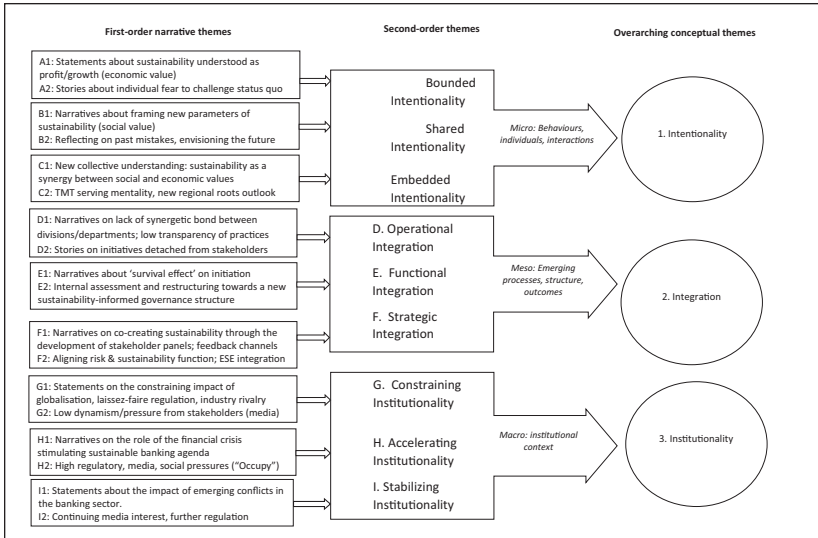 First-order narrative themes
Second-order themes
Overarching conceptual themes
A1: Statements about sustainability understood as
profit/growth (economic value)
A2: Stories about individual fear to challenge status quo
B1: Narratives about framing new parameters of
sustainability (social value)
B2: Reflecting on past mistakes, envisioning the future
C1: New collective understanding: sustainability as a
synergy between social and economic values
C2: TMT serving mentality, new regional roots outlook
Bounded
Intentionality
Shared
Intentionality
Embedded
Intentionality
Micro: Behaviours,
individuals, interactions
1. Intentionality
D1: Narratives on lack of synergetic bond between
divisions/departments; low transparency of practices
D2: Stories on initiatives detached from stakeholders
E1: Narratives about ‘survival effect’ on initiation
E2: Internal assessment and restructuring towards a new
sustainability-informed governance structure
F1: Narratives on co-creating sustainability through the
development of stakeholder panels; feedback channels
F2: Aligning risk & sustainability function; ESE integration
D. Operational
Integration
E. Functional
Integration
F. Strategic
Integration
Meso: Emerging
processes, structure,
outcomes
2. Integration
G1: Statements on the constraining impact of
globalisation, laissez-faire regulation, industry rivalry
G2: Low dynamism/pressure from stakeholders (media)
H1: Narratives on the role of the financial crisis
stimulating sustainable banking agenda
H2: High regulatory, media, social pressures (“Occupy”)
I1: Statements about the impact of emerging conflicts in
the banking sector.
I2: Continuing media interest, further regulation
G. Constraining
Institutionality
H. Accelerating
Institutionality
I. Stabilizing
Institutionality
Macro: institutional
context
3. Institutionality